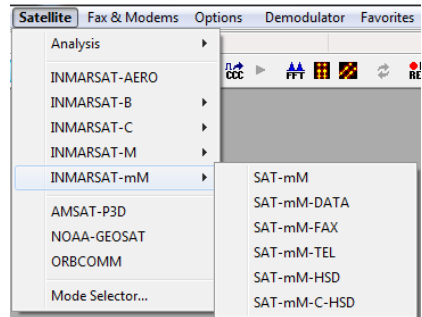 Satellite Fax & Modems Options Demodulator Favorites
Analysis
CCC FFT
INMARSAT-AERO
INMARSAT-B
INMARSAT-C
INMARSAT-M
INMARSAT-mM
SAT-mM
SAT-mM-DATA
SAT-mM-FAX
SAT-mM-TEL
SAT-mM-HSD
SAT-mM-C-HSD
AMSAT-P3D
NOAA-GEOSAT
ORBCOMM
Mode Selector...